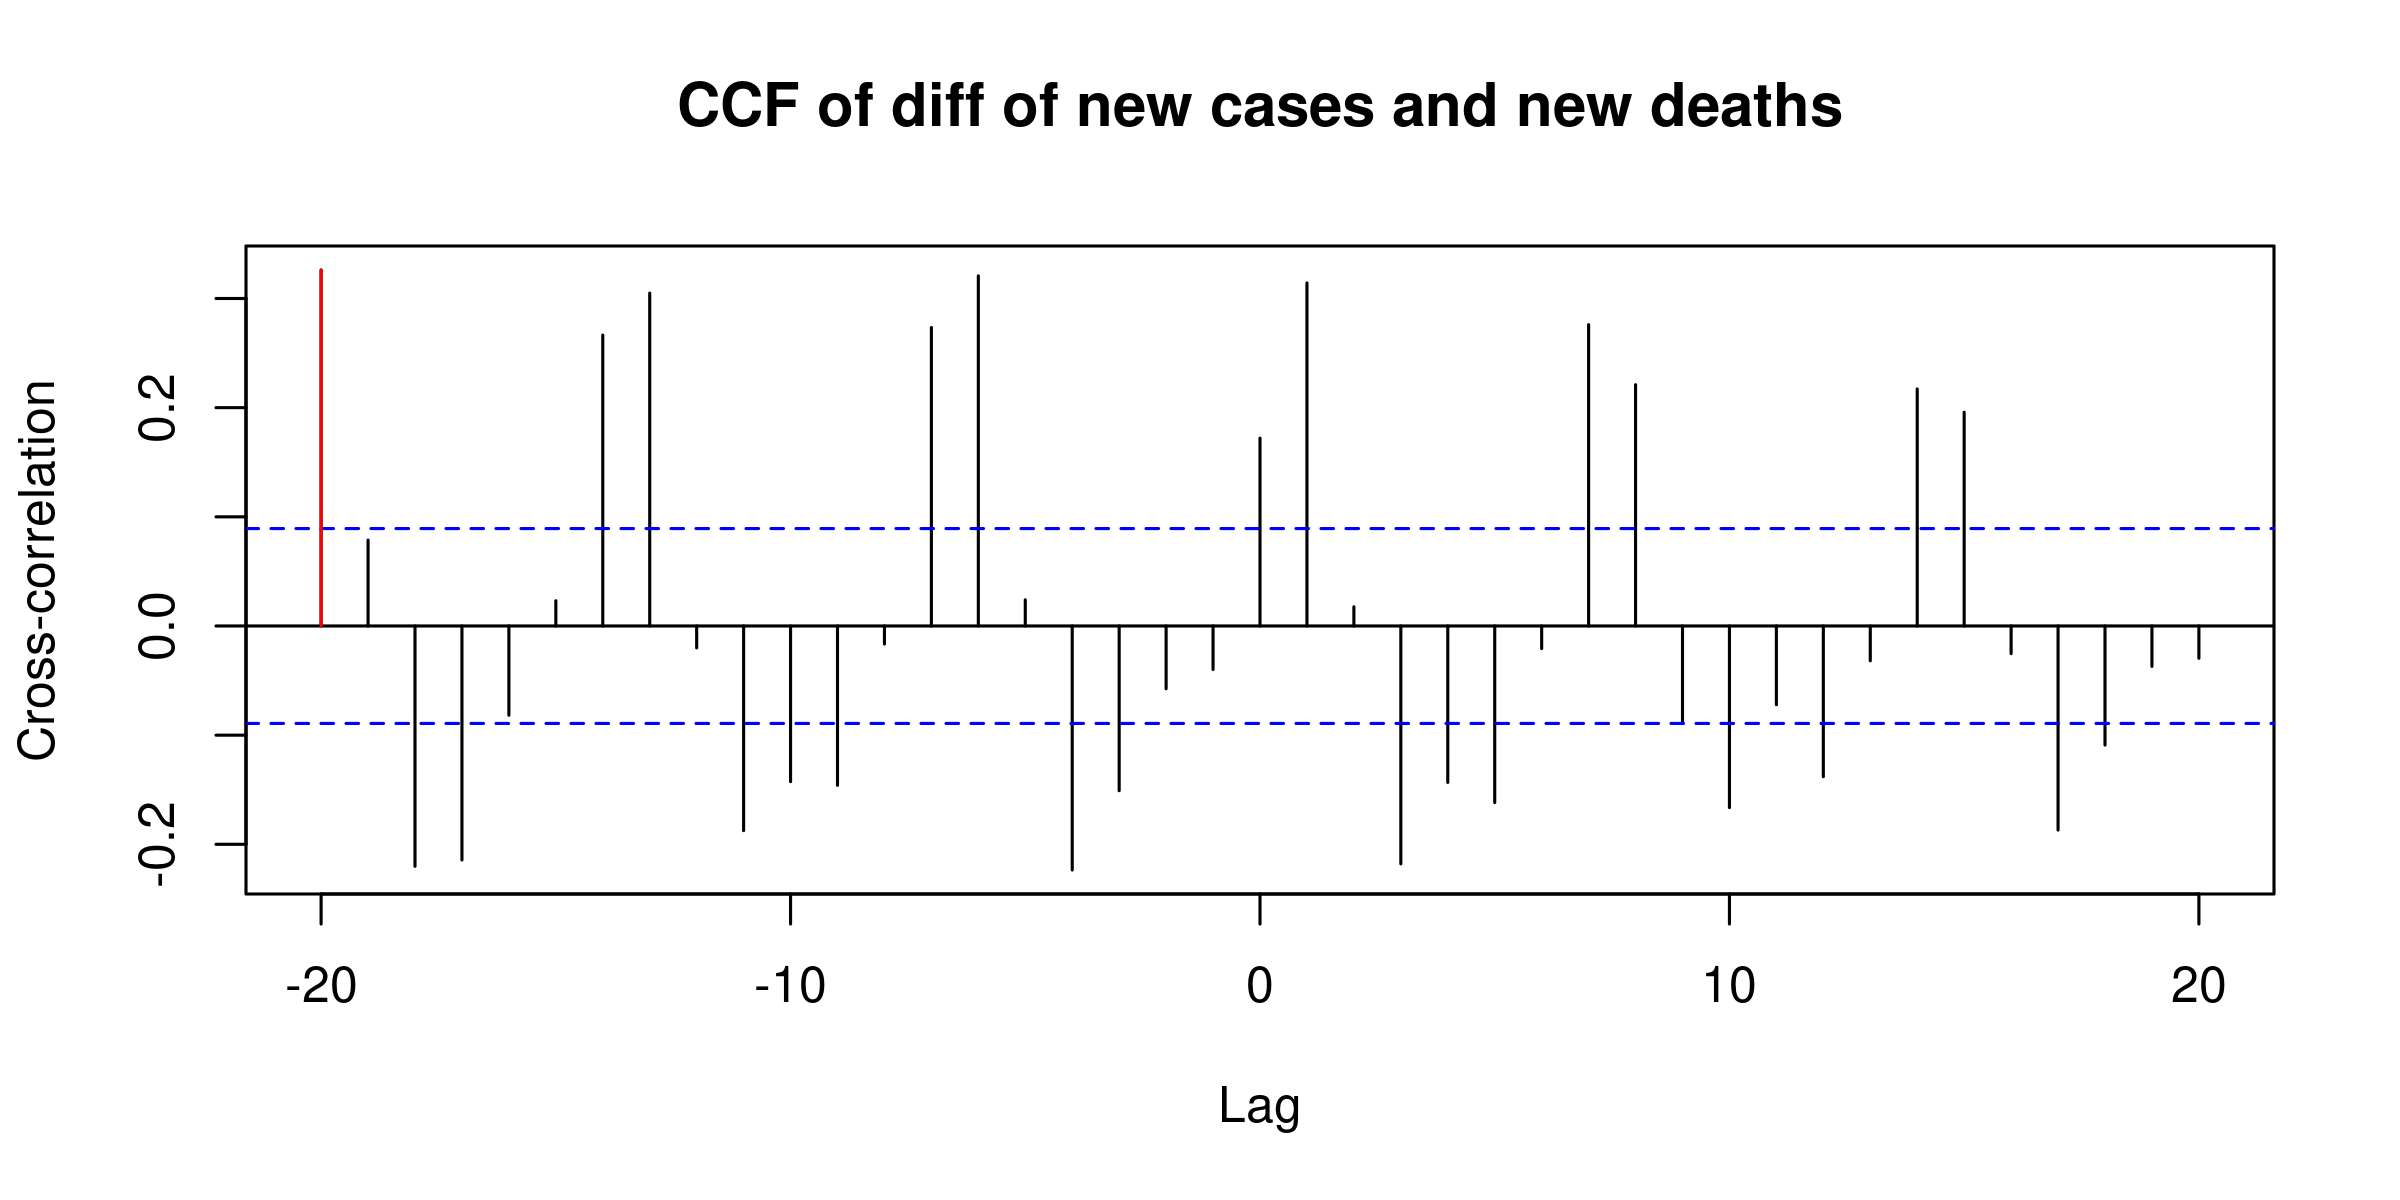 CCF of diff of new cases and new deaths
Cross-correlation
0.2
0.0
-0.2
-20 -10 0 10 20
Lag